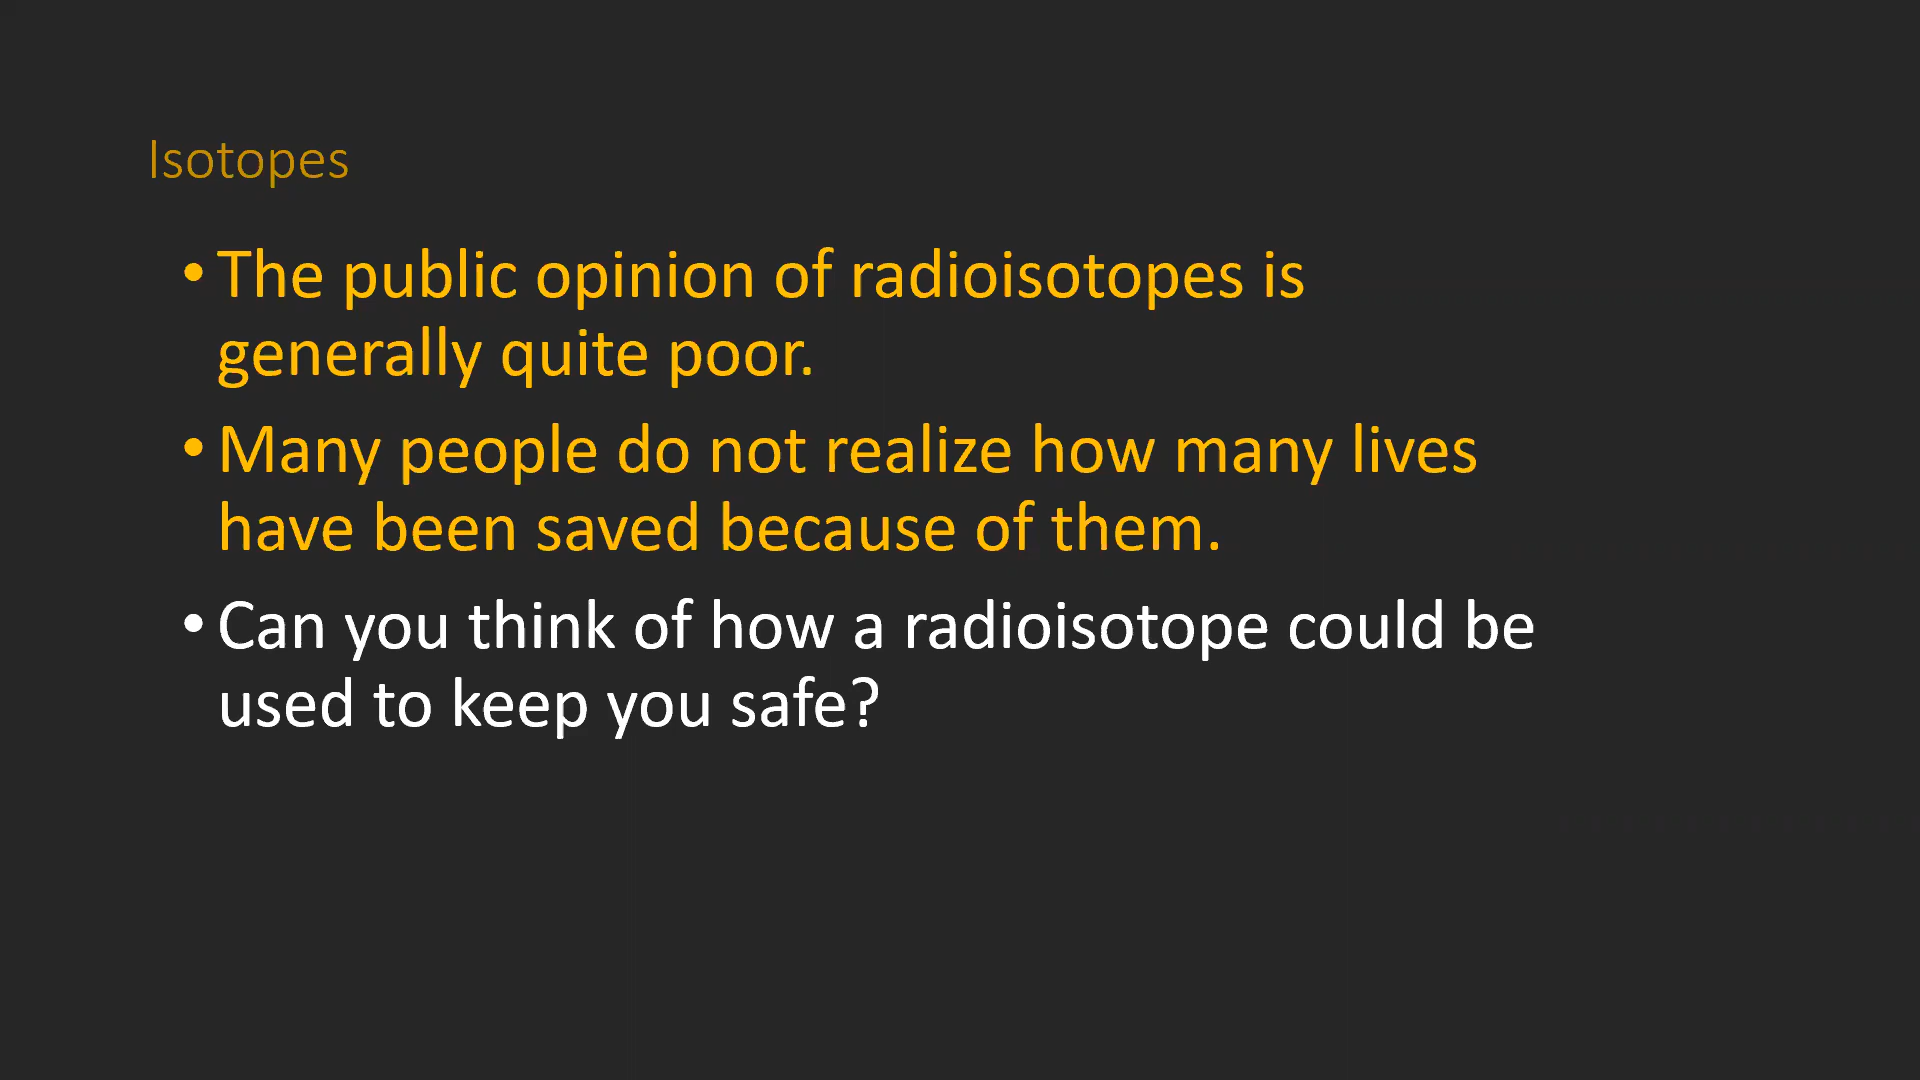 Isotopes
•The public opinion of radioisotopes is
generally quite poor.
•Many people do not realize how many lives
have been saved because of them.
•Can you think of how a radioisotope could be
used to keep you safe?